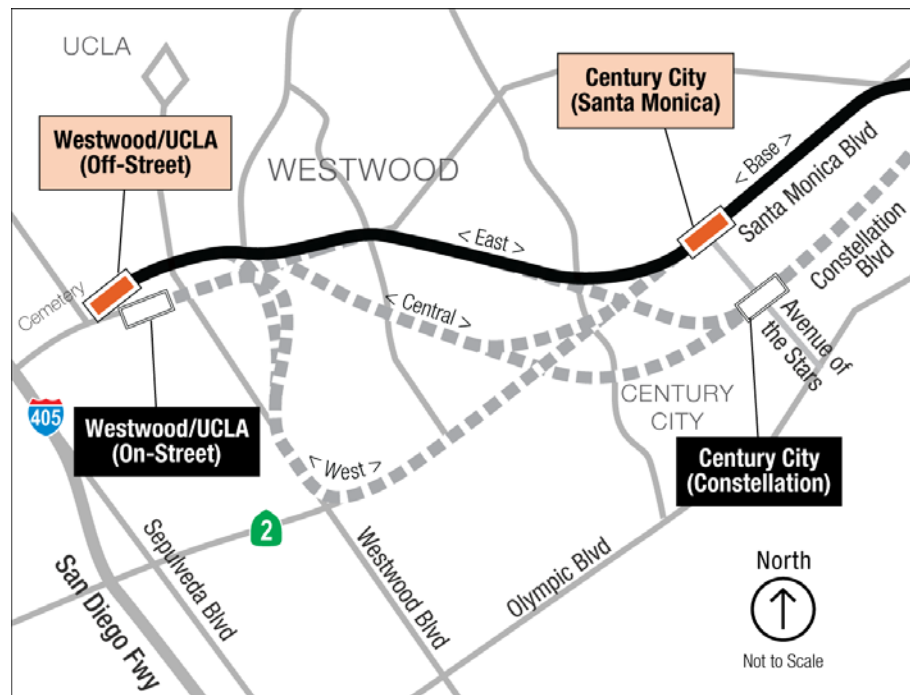 UCLA
Century City
(Santa Monica)
Westwood/UCLA
(Off-Street)
WESTWOOD
< Base >
Santa Monica Blvd
< East >
Constellation
Blvd
Cemetery
< Central >
Avenue of
the Stars
405
CENTURY
CITY
Westwood/UCLA
(On-Street)
Century City
(Constellation)
< West >
2
Sepulveda Blvd
Westwood Blvd
Olympic Blvd
San Diego Fwy
North
Not to Scale